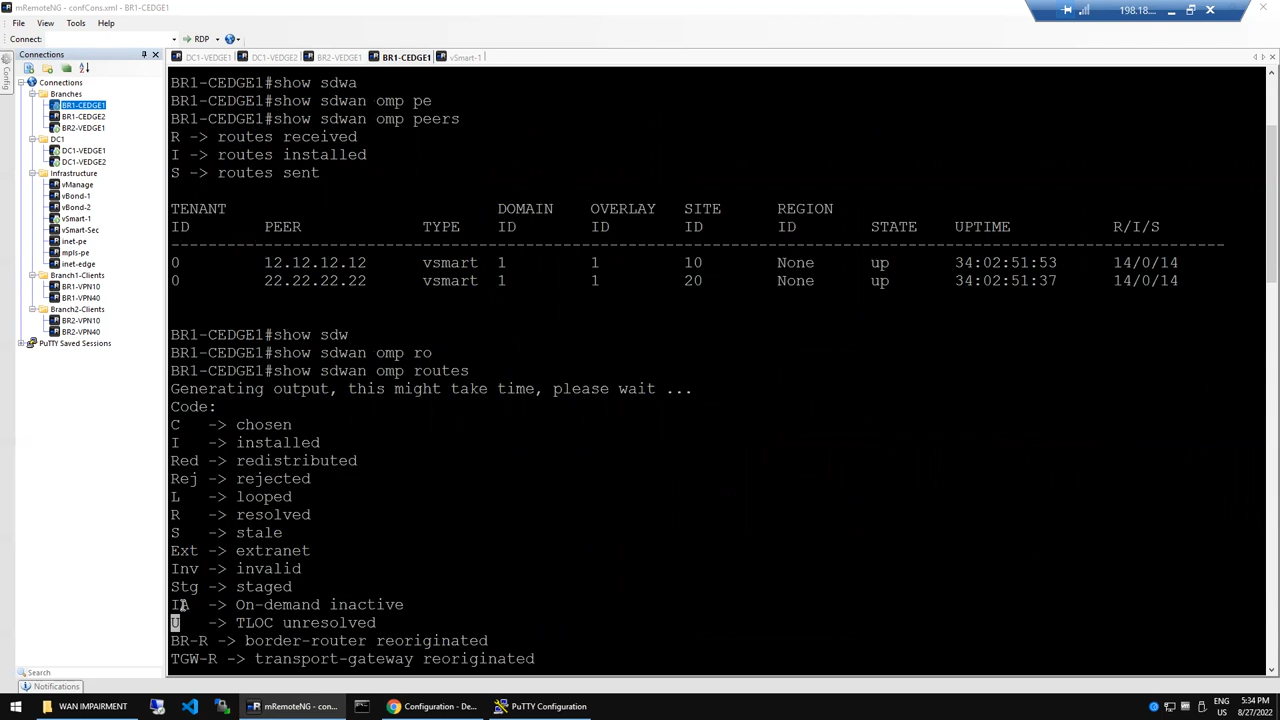 mRemoteNG - confCons.xml - BR1-CEDGE1
198.18...
File View Tools Help
Connect: RDP
Connections
DC1-VEDGE1 DC1-VEDGE2 BR2-VEDGE1 BR1-CEDGE1 vSmart-1
Config
Connections
Branches
BR1-CEDGE1
BR1-CEDGE2
BR2-VEDGE1
DC1
DC1-VEDGE1
DC1-VEDGE2
Infrastructure
vManage
vBond-1
vBond-2
vSmart-1
vSmart-Sec
inet-pe
mpls-pe
inet-edge
Branch1-Clients
BR1-VPN10
BR1-VPN40
Branch2-Clients
BR2-VPN10
BR2-VPN40
PuTTY Saved Sessions
Search
Notifications
BR1-CEDGE1#show sdwa
BR1-CEDGE1#show sdwan omp pe
BR1-CEDGE1#show sdwan omp peers
R -> routes received
I -> routes installed
S -> routes sent
TENANT DOMAIN OVERLAY SITE REGION
ID PEER TYPE ID ID ID ID STATE UPTIME R/I/S
---------------------------------------------------------------------------------------------------------
0 12.12.12.12 vsmart 1 1 10 None up 34:02:51:53 14/0/14
0 22.22.22.22 vsmart 1 1 20 None up 34:02:51:37 14/0/14
BR1-CEDGE1#show sdw
BR1-CEDGE1#show sdwan omp ro
BR1-CEDGE1#show sdwan omp routes
Generating output, this might take time, please wait ...
Code:
C -> chosen
I -> installed
Red -> redistributed
Rej -> rejected
L -> looped
R -> resolved
S -> stale
Ext -> extranet
Inv -> invalid
Stg -> staged
IA -> On-demand inactive
U -> TLOC unresolved
BR-R -> border-router reoriginated
TGW-R -> transport-gateway reoriginated
WAN IMPAIRMENT mRemoteNG - con... Configuration - De... PuTTY Configuration
ENG 5:34 PM
US 8/27/2022